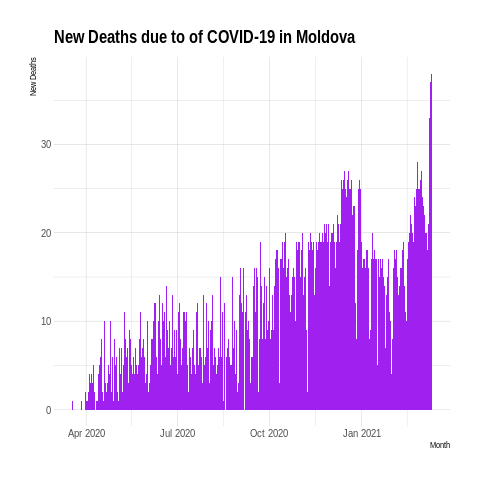 New Deaths due to of COVID-19 in Moldova
New Deaths
30
20
10
0
Apr 2020 Jul 2020 Oct 2020 Jan 2021
Month